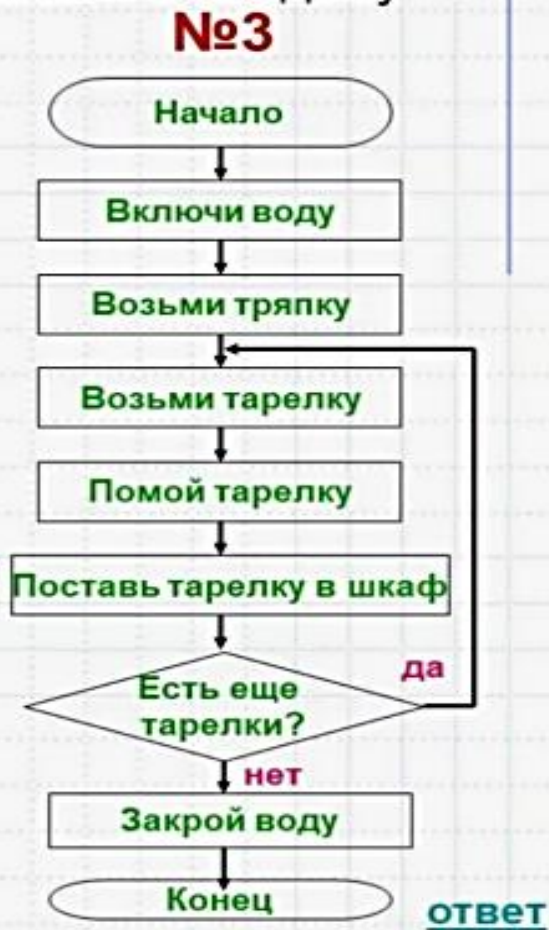 №3
Начало
Включи воду
Возьми тряпку
Возьми тарелку
Помой тарелку
Поставь тарелку в шкаф
да
Есть еще
тарелки?
нет
Закрой воду
Конец
ответ